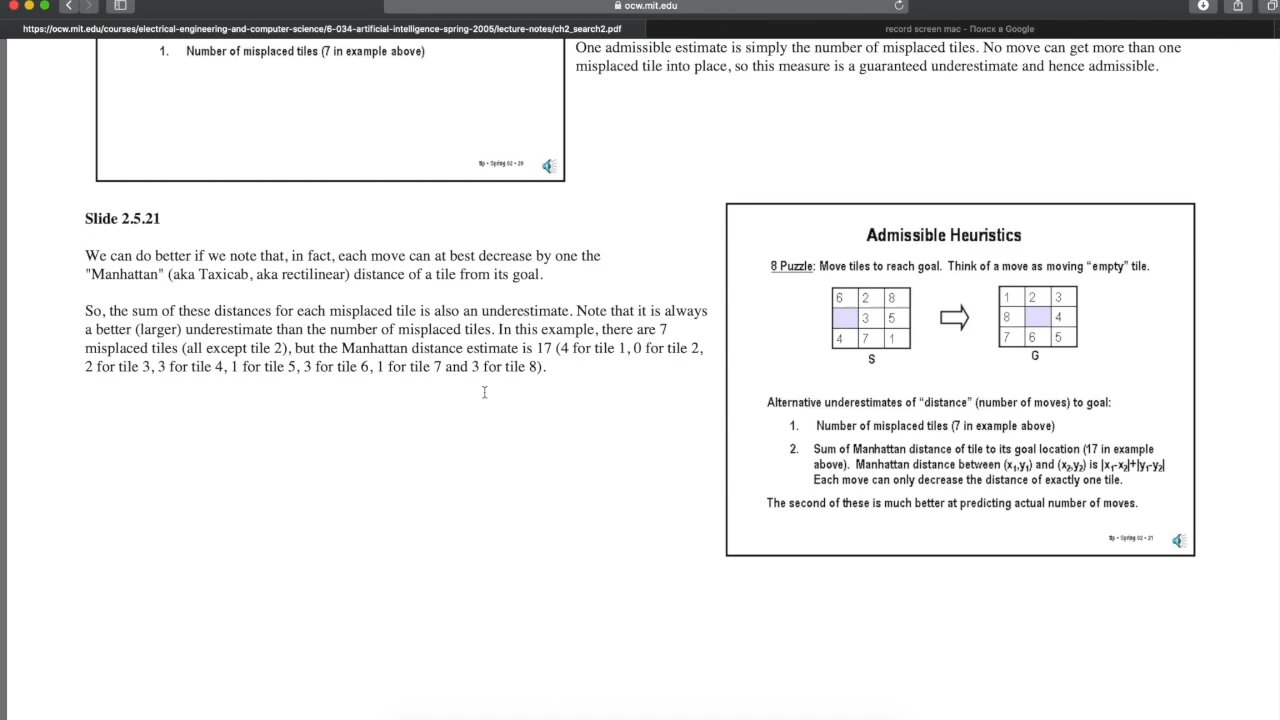 ocw.mit.edu
https://ocw.mit.edu/courses/electrical-engineering-and-computer-science/6-034-artificial-intelligence-spring-2005/lecture-notes/ch2_search2.pdf
record screen mac - Поиск в Google
1. Number of misplaced tiles (7 in example above)
tlp • Spring 02 • 20
One admissible estimate is simply the number of misplaced tiles. No move can get more than one
misplaced tile into place, so this measure is a guaranteed underestimate and hence admissible.
Slide 2.5.21
We can do better if we note that, in fact, each move can at best decrease by one the
"Manhattan" (aka Taxicab, aka rectilinear) distance of a tile from its goal.
So, the sum of these distances for each misplaced tile is also an underestimate. Note that it is always
a better (larger) underestimate than the number of misplaced tiles. In this example, there are 7
misplaced tiles (all except tile 2), but the Manhattan distance estimate is 17 (4 for tile 1, 0 for tile 2,
2 for tile 3, 3 for tile 4, 1 for tile 5, 3 for tile 6, 1 for tile 7 and 3 for tile 8).
Admissible Heuristics
8 Puzzle: Move tiles to reach goal. Think of a move as moving “empty” tile.
6 2 8
3 5
4 7 1
S
1 2 3
8 4
7 6 5
G
Alternative underestimates of “distance” (number of moves) to goal:
1. Number of misplaced tiles (7 in example above)
2. Sum of Manhattan distance of tile to its goal location (17 in example
above). Manhattan distance between (x₁,y₁) and (x₂,y₂) is |x₁-x₂|+|y₁-y₂|
Each move can only decrease the distance of exactly one tile.
The second of these is much better at predicting actual number of moves.
tlp • Spring 02 • 21